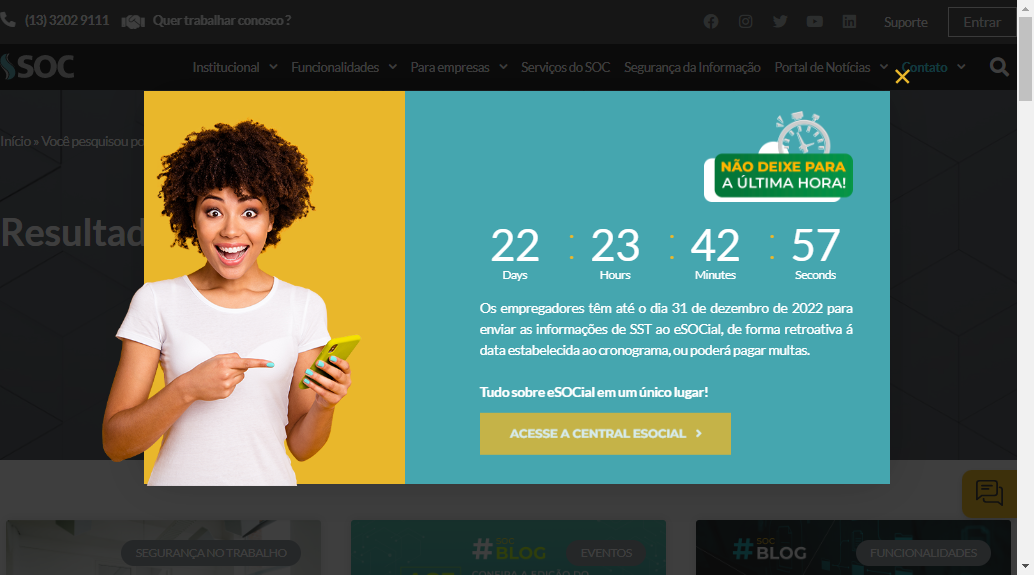 (13) 3202 9111 Quer trabalhar conosco ?
Suporte
Entrar
SOC
Institucional Funcionalidades Para empresas Serviços do SOC Segurança da Informação Portal de Notícias Contato
Início » Você pesquisou po
NÃO DEIXE PARA
A ÚLTIMA HORA!
Resultad
22 : 23 : 42 : 57
Days Hours Minutes Seconds
Os empregadores têm até o dia 31 de dezembro de 2022 para
enviar as informações de SST ao eSOCial, de forma retroativa á
data estabelecida ao cronograma, ou poderá pagar multas.
Tudo sobre eSOCial em um único lugar!
ACESSE A CENTRAL ESOCIAL
SEGURANÇA NO TRABALHO
#SOC BLOG
EVENTOS
CONFIRA A EDIÇÃO DO
#SOC BLOG
FUNCIONALIDADES